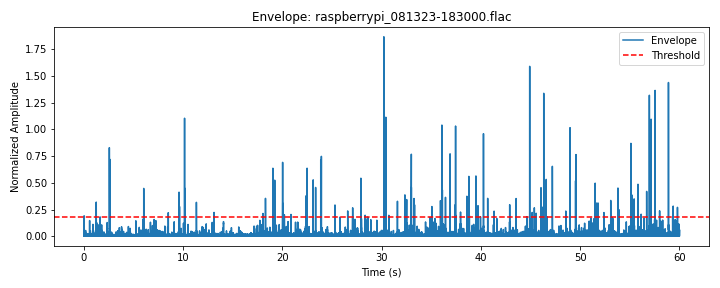 Envelope: raspberrypi_081323-183000.flac
Envelope
Threshold
Normalized Amplitude
1.75
1.50
1.25
1.00
0.75
0.50
0.25
0.00
0 10 20 30 40 50 60
Time (s)